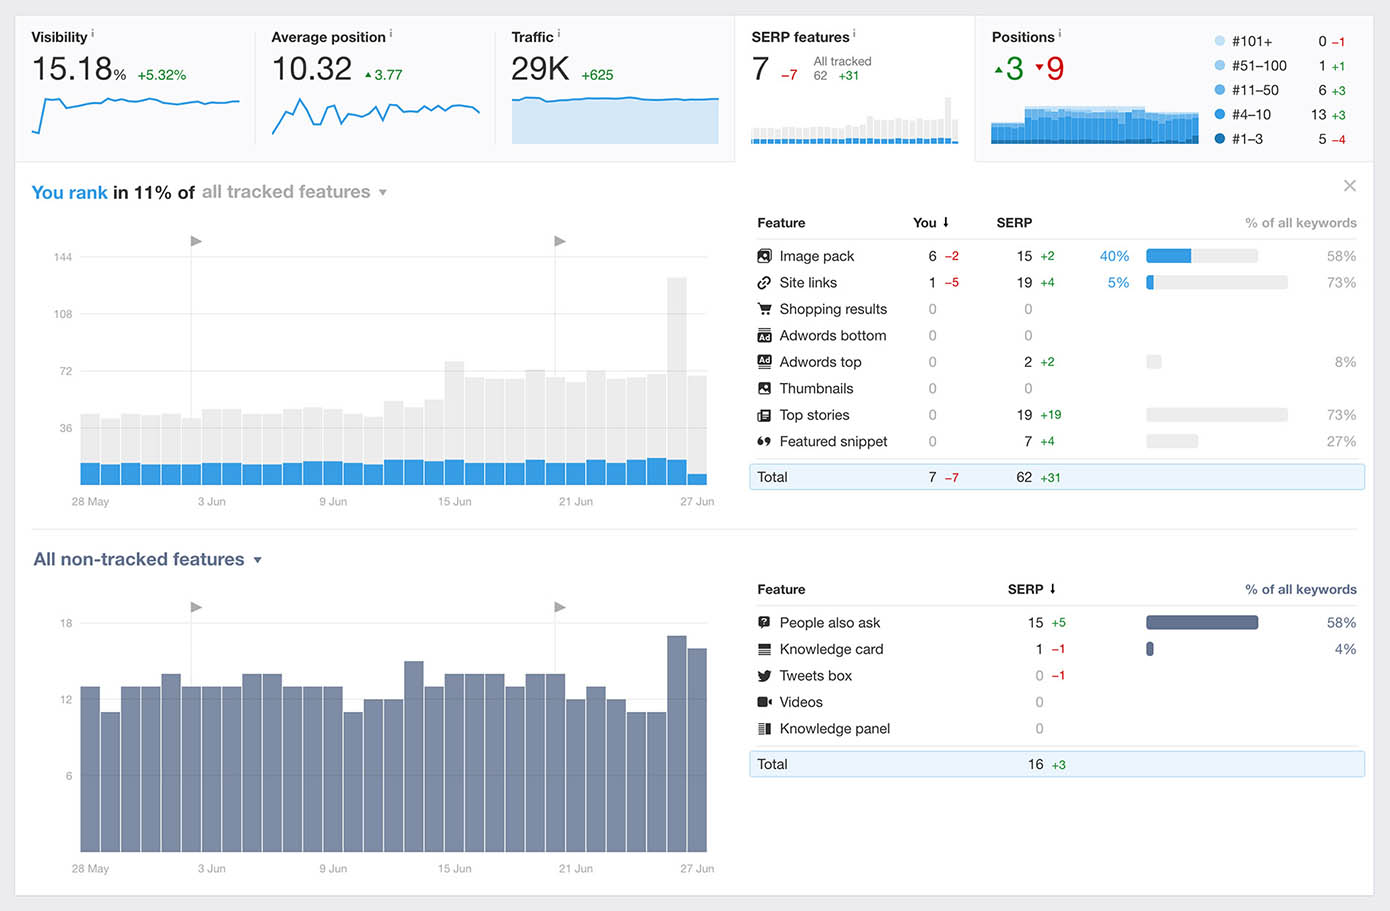 Visibility i
15.18% +5.32%
Average position i
10.32 3.77
Traffic i
29K +625
SERP features i
7 −7
All tracked
62 +31
Positions i
3 9
#101+ 0 −1
#51–100 1 +1
#11–50 6 +3
#4–10 13 +3
#1–3 5 −4
You rank in 11% of all tracked features
144
108
72
36
28 May 3 Jun 9 Jun 15 Jun 21 Jun 27 Jun
Feature You SERP % of all keywords
Image pack 6 −2 15 +2 40% 58%
Site links 1 −5 19 +4 5% 73%
Shopping results 0 0
Ad Adwords bottom 0 0
Ad Adwords top 0 2 +2 8%
Thumbnails 0 0
Top stories 0 19 +19 73%
Featured snippet 0 7 +4 27%
Total 7 −7 62 +31
All non-tracked features
18
12
6
28 May 3 Jun 9 Jun 15 Jun 21 Jun 27 Jun
Feature SERP % of all keywords
People also ask 15 +5 58%
Knowledge card 1 −1 4%
Tweets box 0 −1
Videos 0
Knowledge panel 0
Total 16 +3